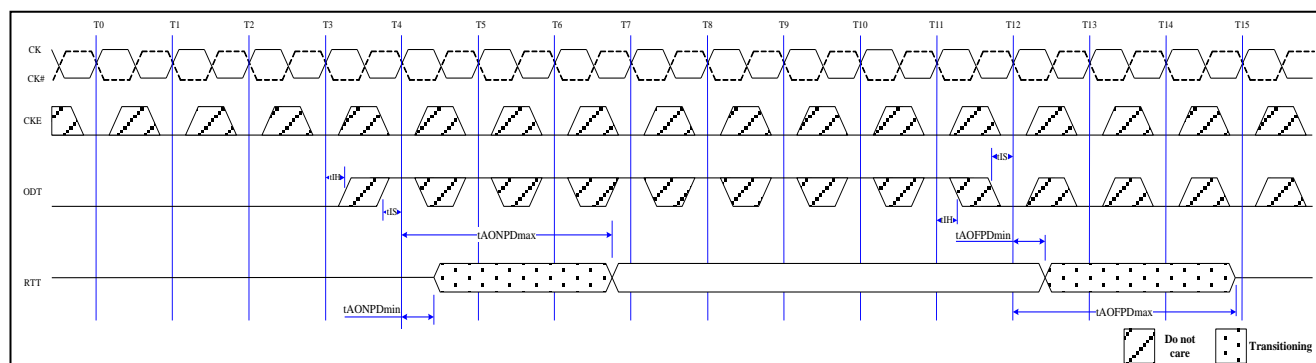 T0 T1 T2 T3 T4 T5 T6 T7 T8 T9 T10 T11 T12 T13 T14 T15
CK
CK#
CKE
tIS
tIH
ODT
tIS
tIH
tAONPDmax
tAOFPDmin
RTT
tAONPDmin
tAOFPDmax
Do not
care
Transitioning